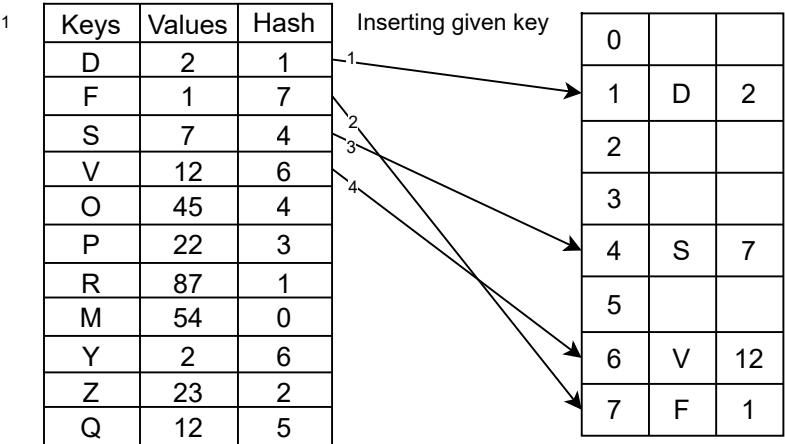 1
Keys Values Hash
D 2 1
F 1 7
S 7 4
V 12 6
O 45 4
P 22 3
R 87 1
M 54 0
Y 2 6
Z 23 2
Q 12 5
Inserting given key
1
2
3
4
0
1 D 2
2
3
4 S 7
5
6 V 12
7 F 1